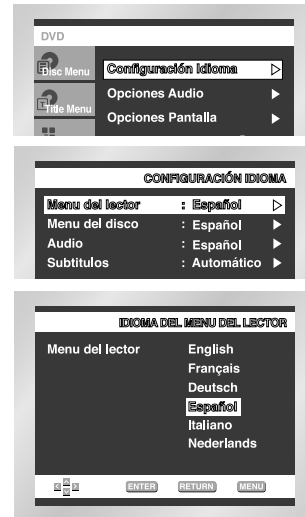 DVD
Disc Menu
Configuración Idioma
Title Menu
Opciones Audio
Opciones Pantalla
CONFIGURACIÓN IDIOMA
Menu del lector : Español
Menu del disco : Español
Audio : Español
Subtitulos : Automático
IDIOMA DEL MENU DEL LECTOR
Menu del lector English
Français
Deutsch
Español
Italiano
Nederlands
ENTER RETURN MENU